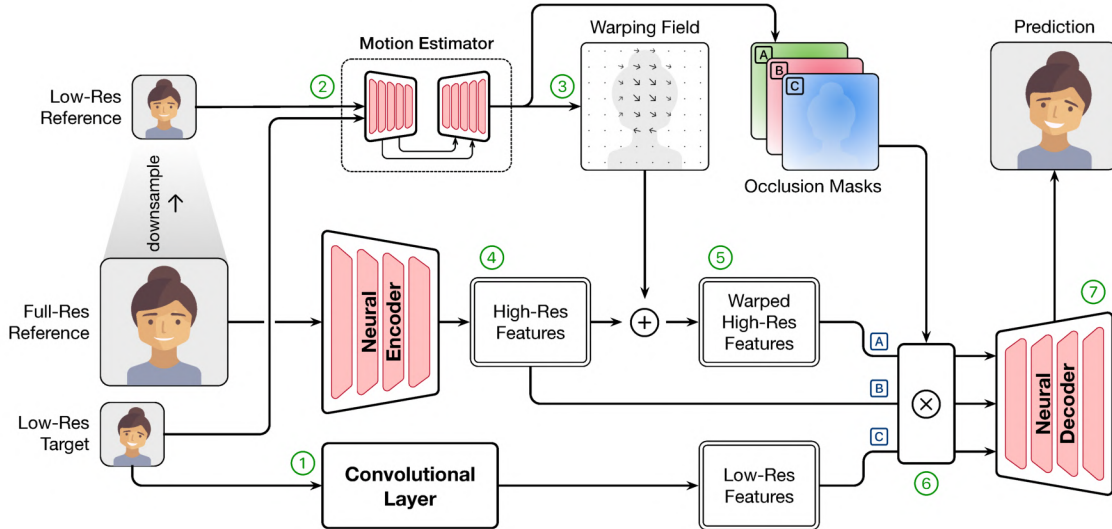 Warping Field
Prediction
Motion Estimator
Low-Res
Reference
2
3
A
B
C
Occlusion Masks
downsample →
Full-Res
Reference
Neural
Encoder
4
High-Res
Features
+
5
Warped
High-Res
Features
A
B
C
×
6
7
Neural
Decoder
Low-Res
Target
1
Convolutional
Layer
Low-Res
Features